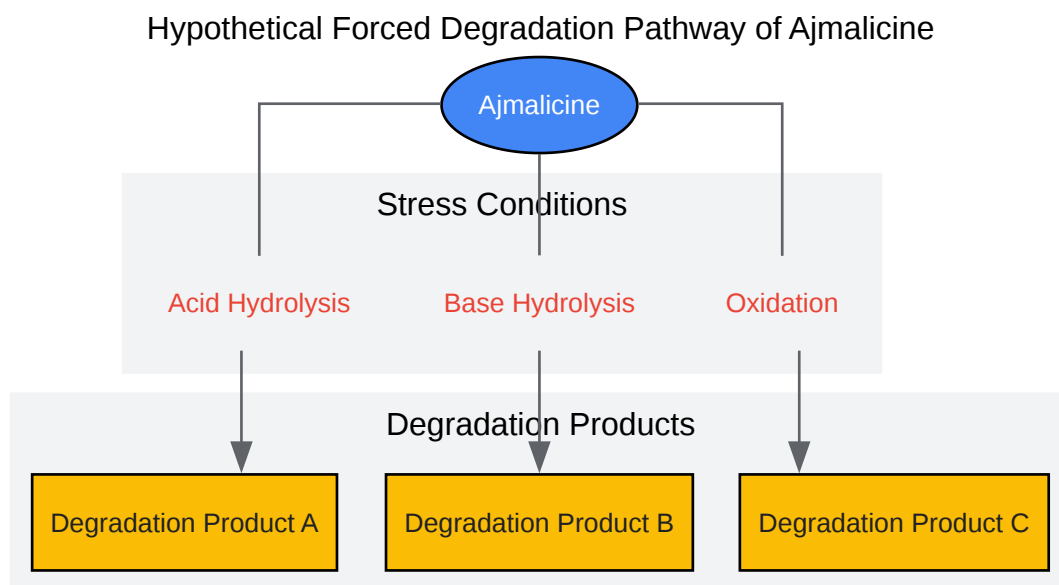 Hypothetical Forced Degradation Pathway of Ajmalicine
Ajmalicine
Stress Conditions
Acid Hydrolysis
Base Hydrolysis
Oxidation
Degradation Products
Degradation Product A
Degradation Product B
Degradation Product C